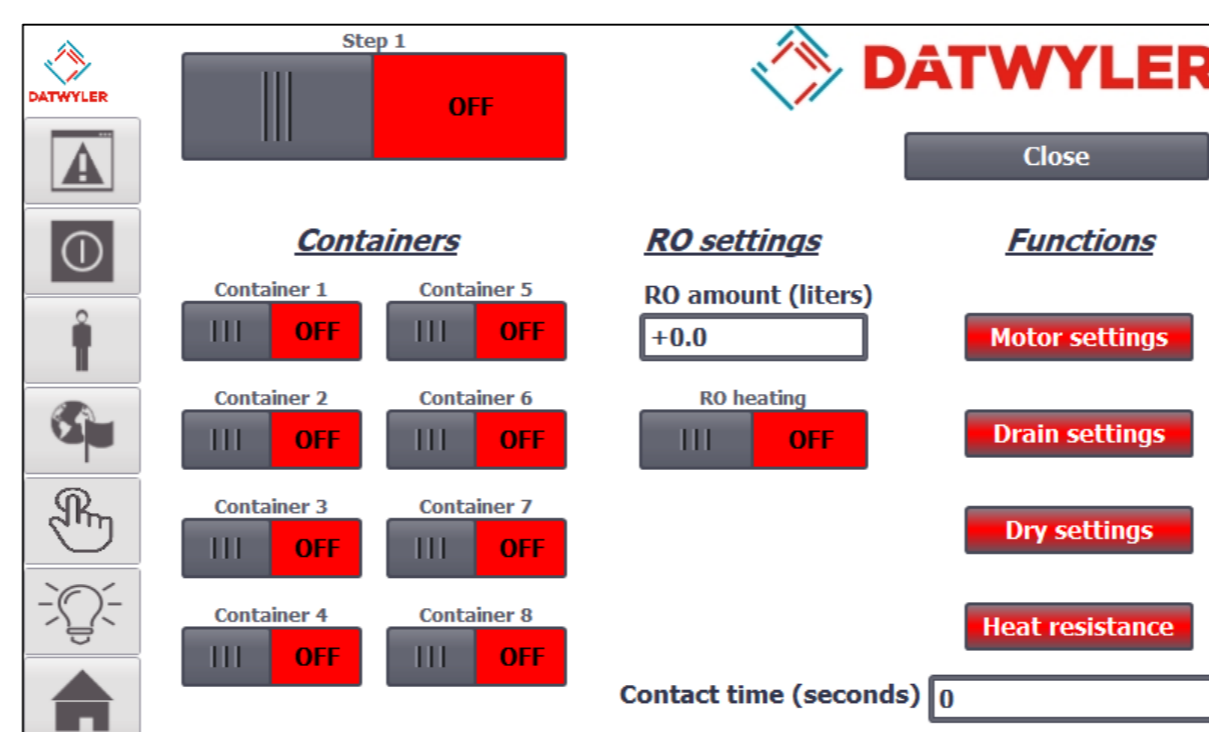 DATWYLER
Step 1
OFF
DATWYLER
Close
Containers
RO settings
Functions
Container 1
OFF
Container 5
OFF
RO amount (liters)
+0.0
Motor settings
Container 2
OFF
Container 6
OFF
RO heating
OFF
Drain settings
Container 3
OFF
Container 7
OFF
Dry settings
Container 4
OFF
Container 8
OFF
Heat resistance
Contact time (seconds)
0